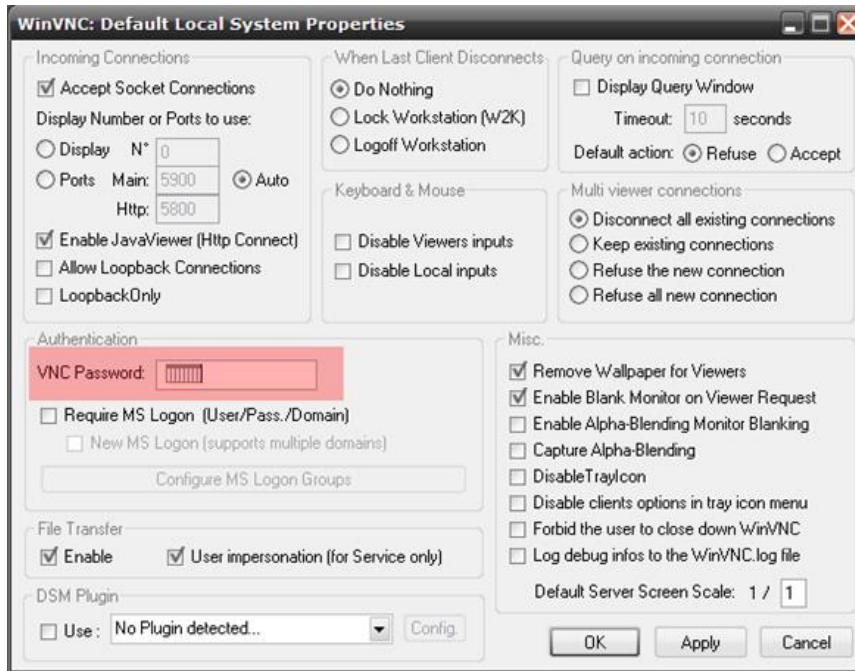 WinVNC: Default Local System Properties
Incoming Connections
Accept Socket Connections
Display Number or Ports to use:
Display N° 0
Ports Main: 5900 Auto
Http: 5800
Enable JavaViewer (Http Connect)
Allow Loopback Connections
LoopbackOnly
When Last Client Disconnects
Do Nothing
Lock Workstation (W2K)
Logoff Workstation
Keyboard & Mouse
Disable Viewers inputs
Disable Local inputs
Query on incoming connection
Display Query Window
Timeout: 10 seconds
Default action: Refuse Accept
Multi viewer connections
Disconnect all existing connections
Keep existing connections
Refuse the new connection
Refuse all new connection
Authentication
VNC Password:
Require MS Logon (User/Pass./Domain)
New MS Logon (supports multiple domains)
Configure MS Logon Groups
File Transfer
Enable User impersonation (for Service only)
DSM Plugin
Use : No Plugin detected... Config.
Misc.
Remove Wallpaper for Viewers
Enable Blank Monitor on Viewer Request
Enable Alpha-Blending Monitor Blanking
Capture Alpha-Blending
DisableTrayIcon
Disable clients options in tray icon menu
Forbid the user to close down WinVNC
Log debug infos to the WinVNC.log file
Default Server Screen Scale: 1 / 1
OK Apply Cancel